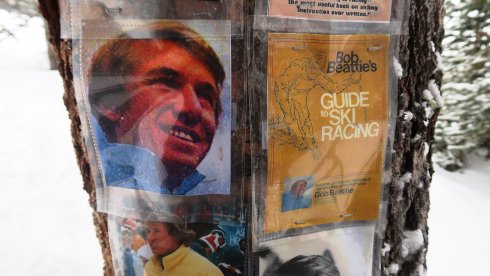 the most useful book on skiing
instruction ever written."
Bob
Beattie's
GUIDE
to SKI
RACING
Bob Beattie